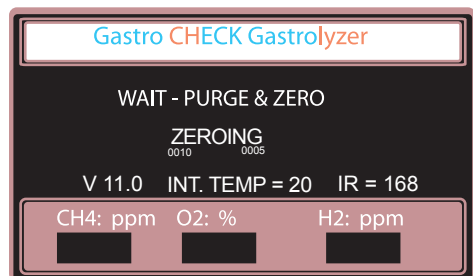 Gastro CHECK Gastrolyzer
WAIT - PURGE & ZERO
ZEROING
0010 0005
V 11.0 INT. TEMP = 20 IR = 168
CH4: ppm O2: % H2: ppm